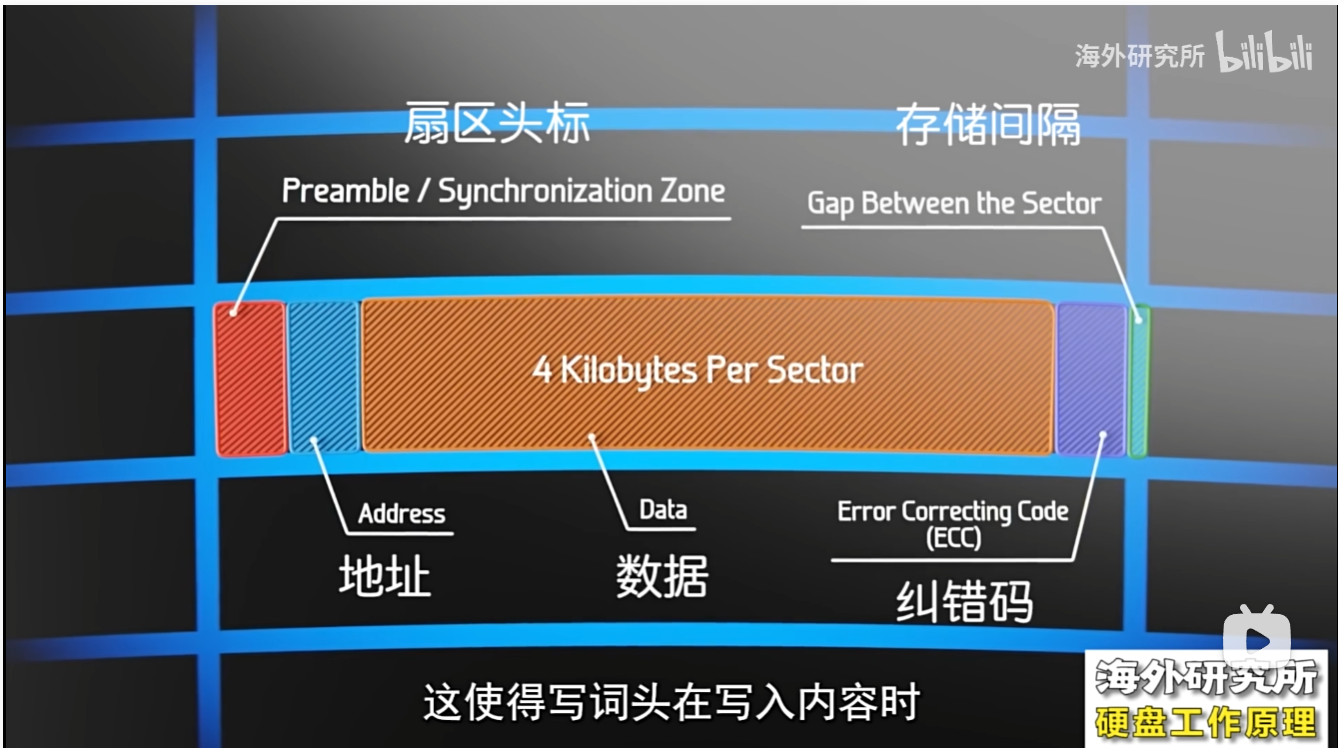 海外研究所 bilibili
扇区头标
存储间隔
Preamble / Synchronization Zone
Gap Between the Sector
4 Kilobytes Per Sector
Address
Data
Error Correcting Code
(ECC)
地址
数据
纠错码
这使得写词头在写入内容时
海外研究所
硬盘工作原理